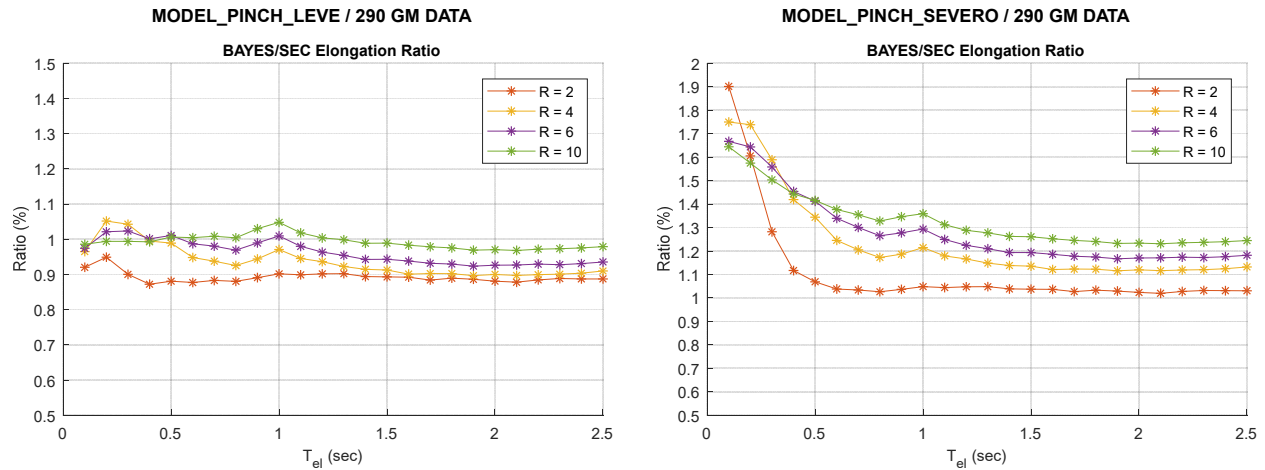 MODEL_PINCH_LEVE / 290 GM DATA
BAYES/SEC Elongation Ratio
1.5
1.4
1.3
1.2
1.1
1
0.9
0.8
0.7
0.6
0.5
Ratio (%)
R = 2
R = 4
R = 6
R = 10
0 0.5 1 1.5 2 2.5
T_el (sec)
MODEL_PINCH_SEVERO / 290 GM DATA
BAYES/SEC Elongation Ratio
2
1.9
1.8
1.7
1.6
1.5
1.4
1.3
1.2
1.1
1
0.9
0.8
0.7
0.6
0.5
Ratio (%)
R = 2
R = 4
R = 6
R = 10
0 0.5 1 1.5 2 2.5
T_el (sec)